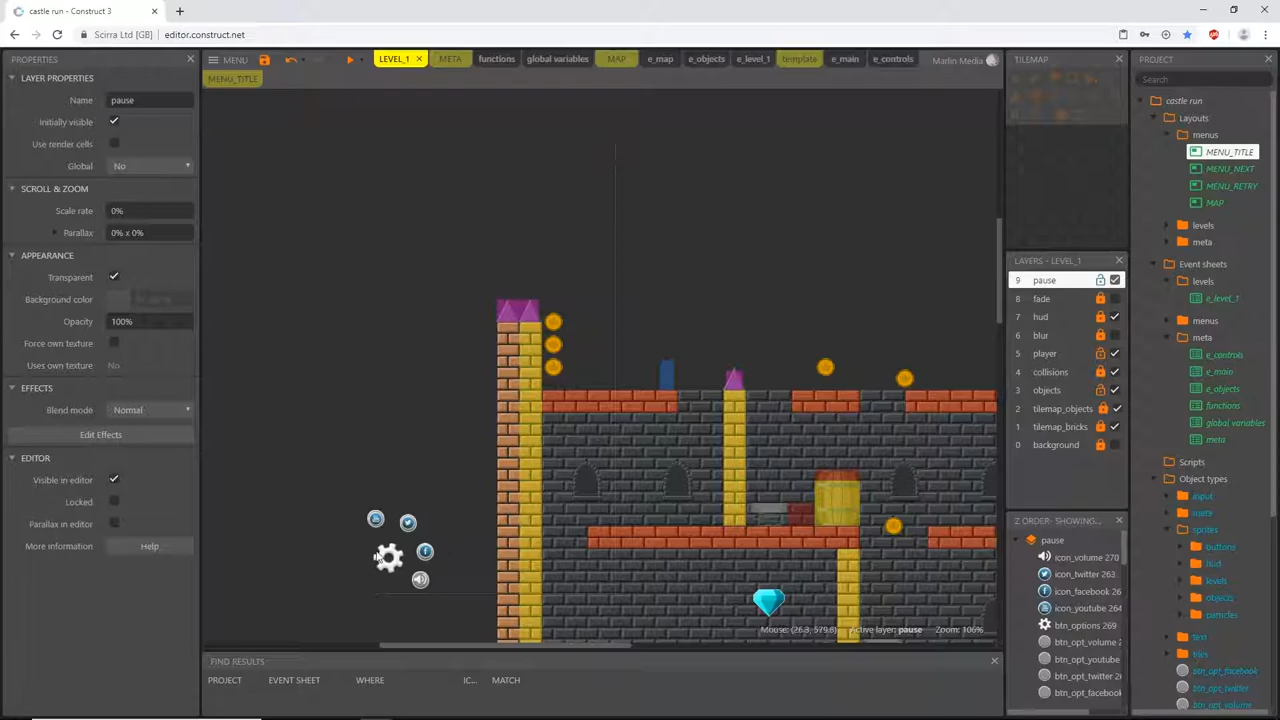 castle run - Construct 3
Scirra Ltd [GB] editor.construct.net
PROPERTIES
LAYER PROPERTIES
Name pause
Initially visible
Use render cells
Global No
SCROLL & ZOOM
Scale rate 0%
Parallax 0% x 0%
APPEARANCE
Transparent
Background color
Opacity 100%
Force own texture
Uses own texture No
EFFECTS
Blend mode Normal
Edit Effects
EDITOR
Visible in editor
Locked
Parallax in editor
More information Help
MENU LEVEL_1 META functions global variables MAP e_map e_objects e_level_1 template e_main e_controls Marlin Media
MENU_TITLE
Mouse: (26.3, 579.8) Active layer: pause Zoom: 106%
FIND RESULTS
PROJECT EVENT SHEET WHERE IC... MATCH
TILEMAP
LAYERS - LEVEL_1
9 pause
8 fade
7 hud
6 blur
5 player
4 collisions
3 objects
2 tilemap_objects
1 tilemap_bricks
0 background
Z ORDER: SHOWING...
pause
icon_volume 270
icon_twitter 263
icon_facebook 26
icon_youtube 264
btn_options 269
btn_opt_volume 2
btn_opt_youtube
btn_opt_twitter 26
btn_opt_facebook
PROJECT
Search
castle run
Layouts
menus
MENU_TITLE
MENU_NEXT
MENU_RETRY
MAP
levels
meta
Event sheets
levels
e_level_1
menus
meta
e_controls
e_main
e_objects
functions
global variables
meta
Scripts
Object types
input
sprites
buttons
hud
levels
objects
particles
text
tiles
btn_opt_facebook
btn_opt_twitter
btn_opt_volume